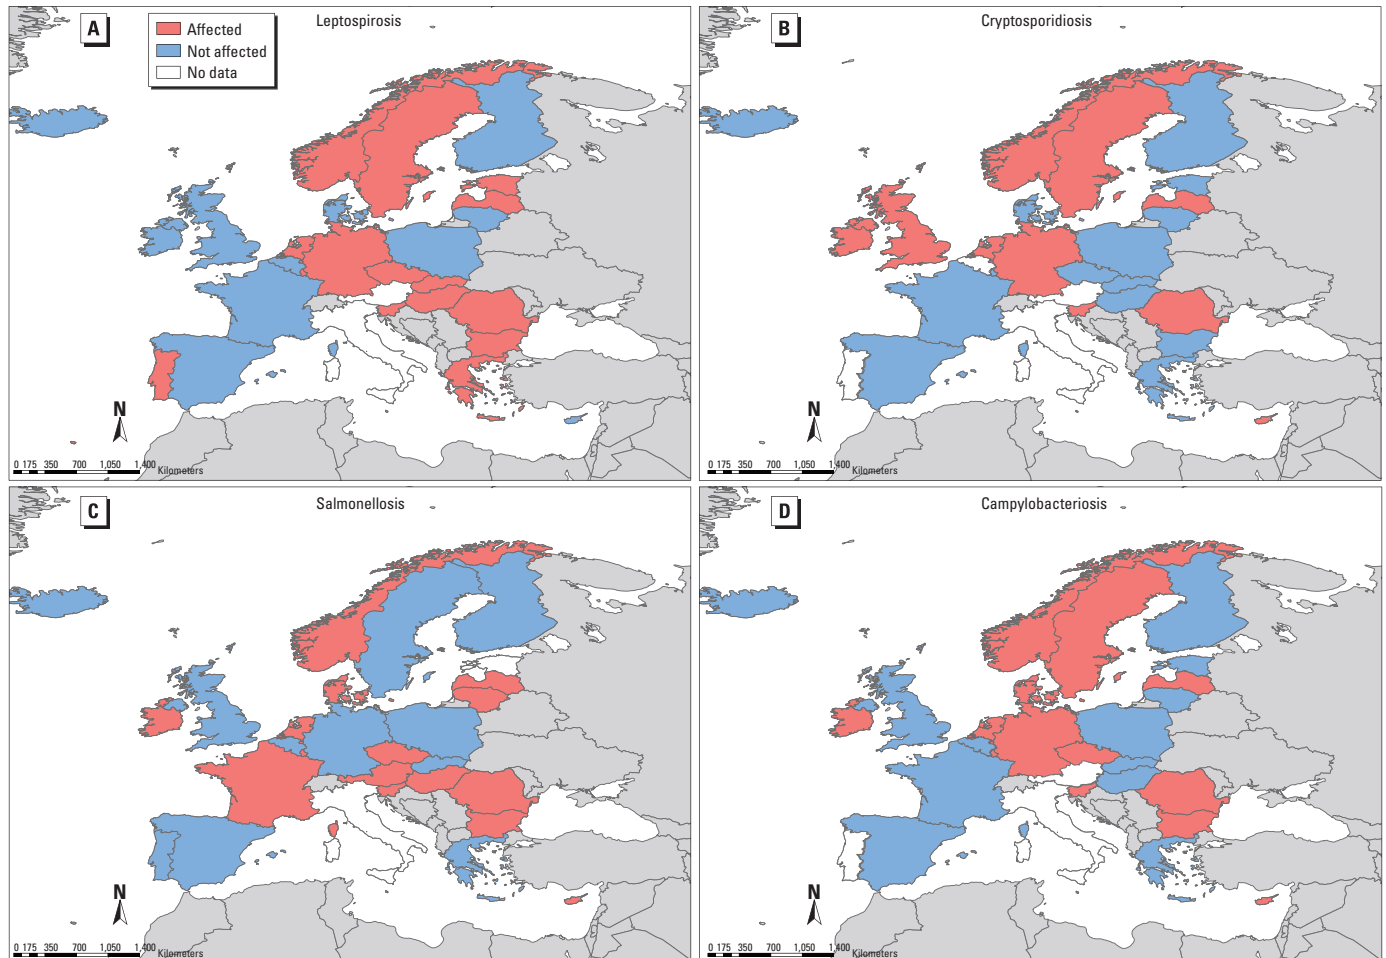 A
Leptospirosis
Affected
Not affected
No data
N
0 175 350 700 1,050 1,400
Kilometers
B
Cryptosporidiosis
N
0 175 350 700 1,050 1,400
Kilometers
C
Salmonellosis
N
0 175 350 700 1,050 1,400
Kilometers
D
Campylobacteriosis
N
0 175 350 700 1,050 1,400
Kilometers